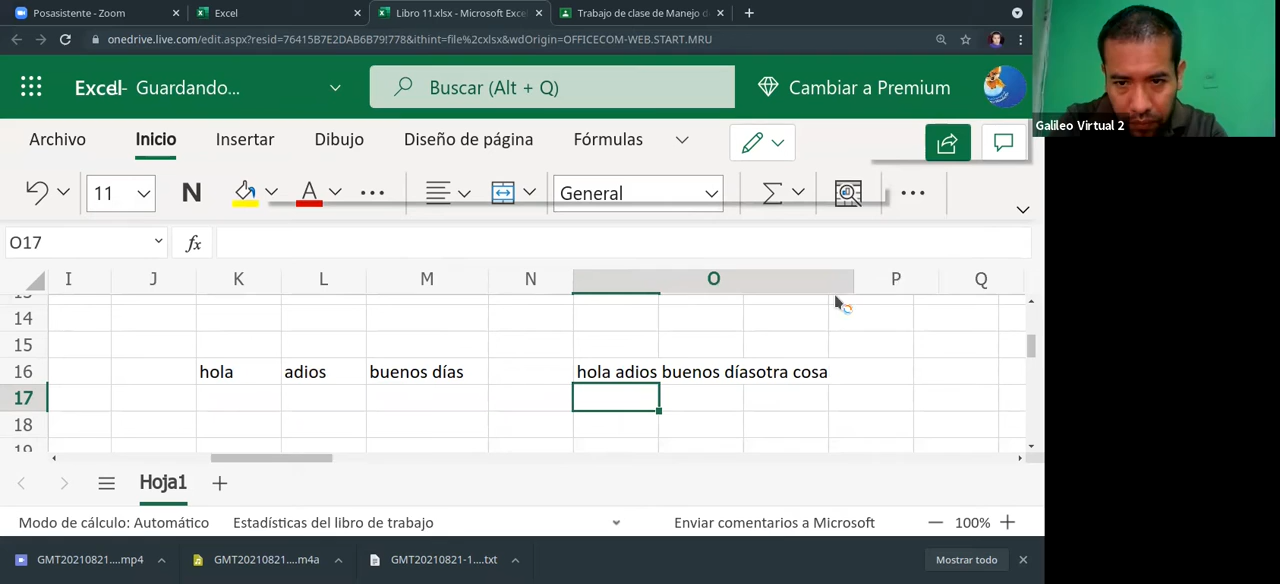 Posasistente - Zoom
Excel
Libro 11.xlsx - Microsoft Exce
Trabajo de clase de Manejo d
onedrive.live.com/edit.aspx?resid=76415B7E2DAB6B79!778&ithint=file%2cxlsx&wdOrigin=OFFICECOM-WEB.START.MRU
Excel - Guardando...
Buscar (Alt + Q)
Cambiar a Premium
Galileo Virtual 2
Archivo Inicio Insertar Dibujo Diseño de página Fórmulas
11 N A General
O17 fx
I J K L M N O P Q
14
15
16 hola adios buenos días hola adios buenos díasotra cosa
17
18
Hoja1
Modo de cálculo: Automático Estadísticas del libro de trabajo Enviar comentarios a Microsoft 100%
GMT20210821....mp4 GMT20210821....m4a GMT20210821-1....txt Mostrar todo